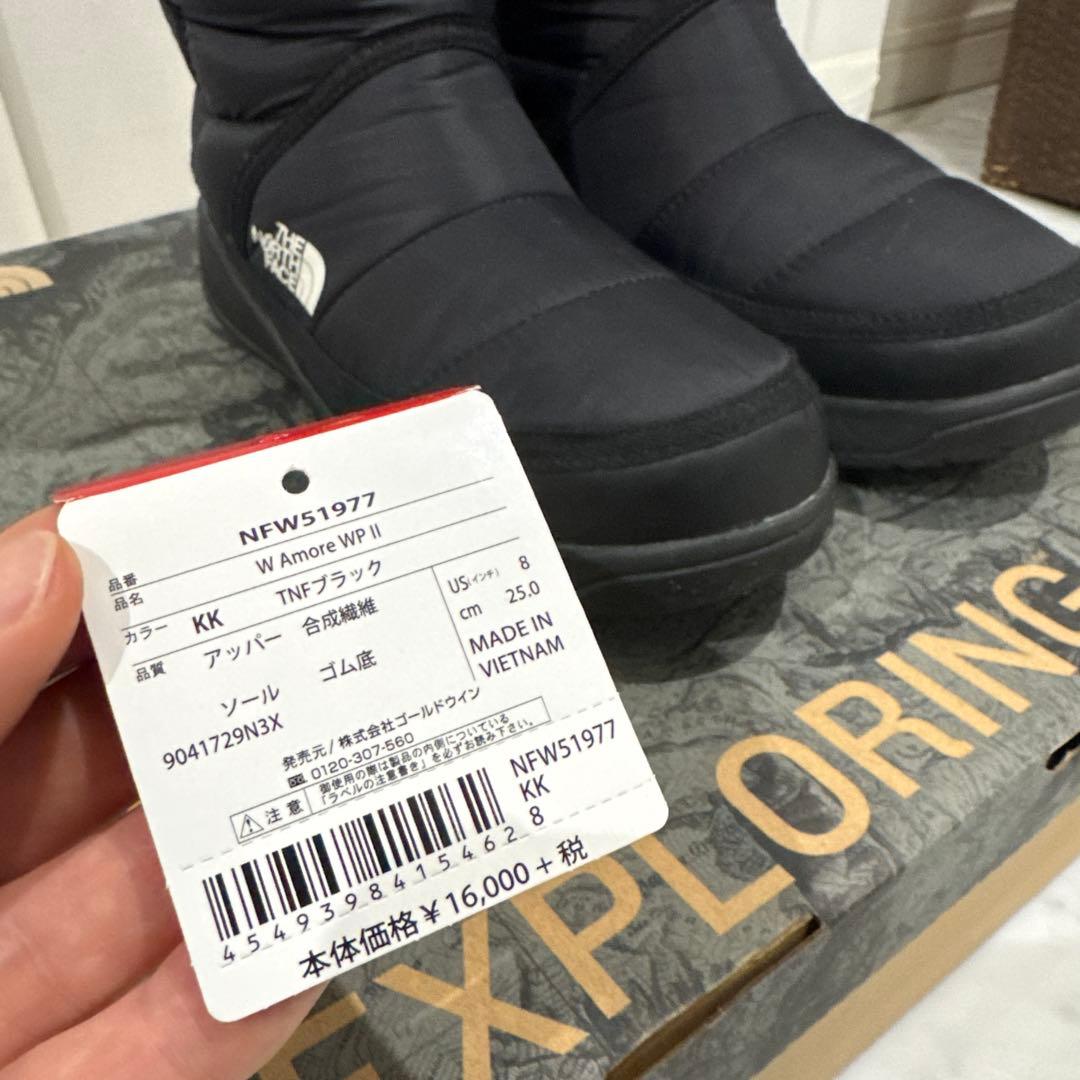 THE
NORTH
FACE
品番 NFW51977
品名 W Amore WP II
カラー KK TNFブラック
US(インチ) 8
cm 25.0
品質 アッパー 合成繊維
ソール ゴム底
MADE IN
VIETNAM
9041729N3X
発売元/株式会社ゴールドウイン
0120-307-560
注意 御使用の際は製品の内側についている
「ラベルの注意書き」を必ずお読み下さい。
NFW51977
KK
8
4549398415462
本体価格¥16,000+税
EXPLORING